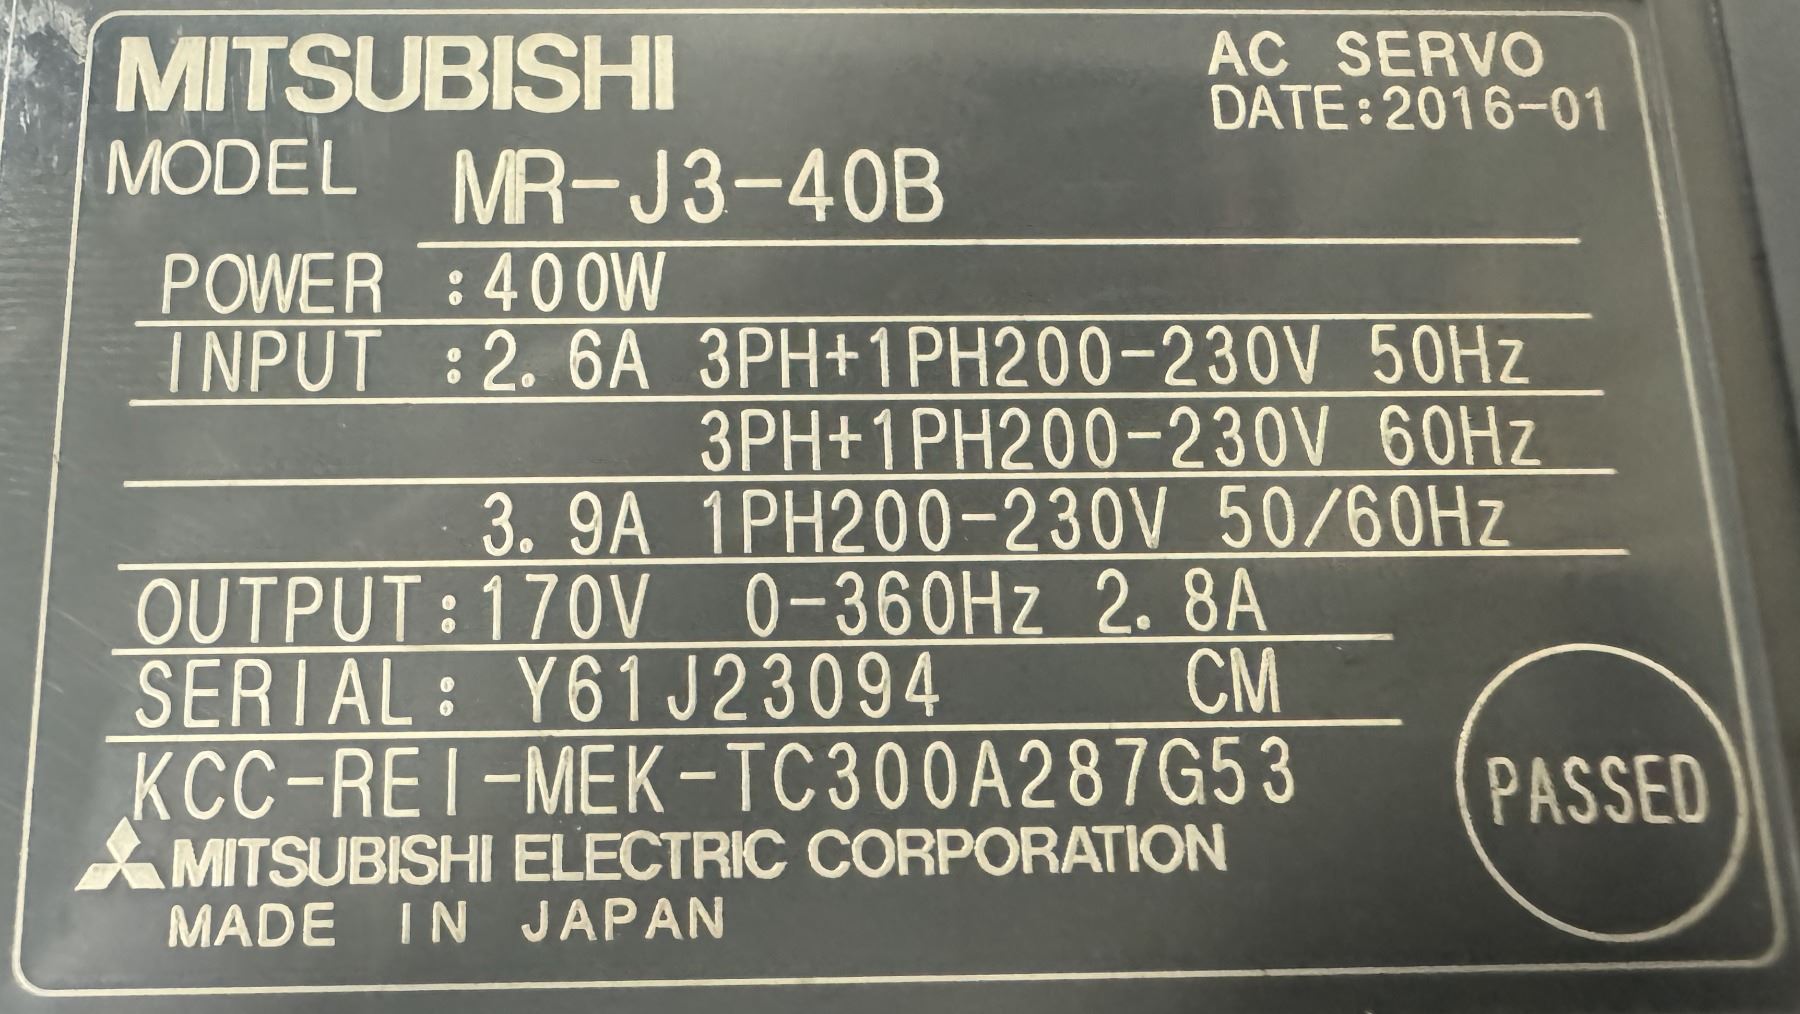 MITSUBISHI
AC SERVO
DATE:2016-01
MODEL MR-J3-40B
POWER :400W
INPUT :2.6A 3PH+1PH200-230V 50Hz
3PH+1PH200-230V 60Hz
3.9A 1PH200-230V 50/60Hz
OUTPUT:170V 0-360Hz 2.8A
SERIAL: Y61J23094 CM
KCC-REI-MEK-TC300A287G53
PASSED
MITSUBISHI ELECTRIC CORPORATION
MADE IN JAPAN